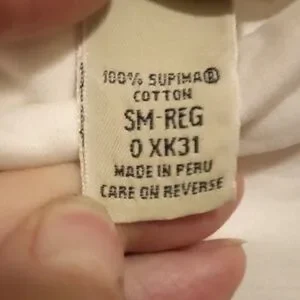 100% SUPIMA®
COTTON
SM-REG
0 XK31
MADE IN PERU
CARE ON REVERSE